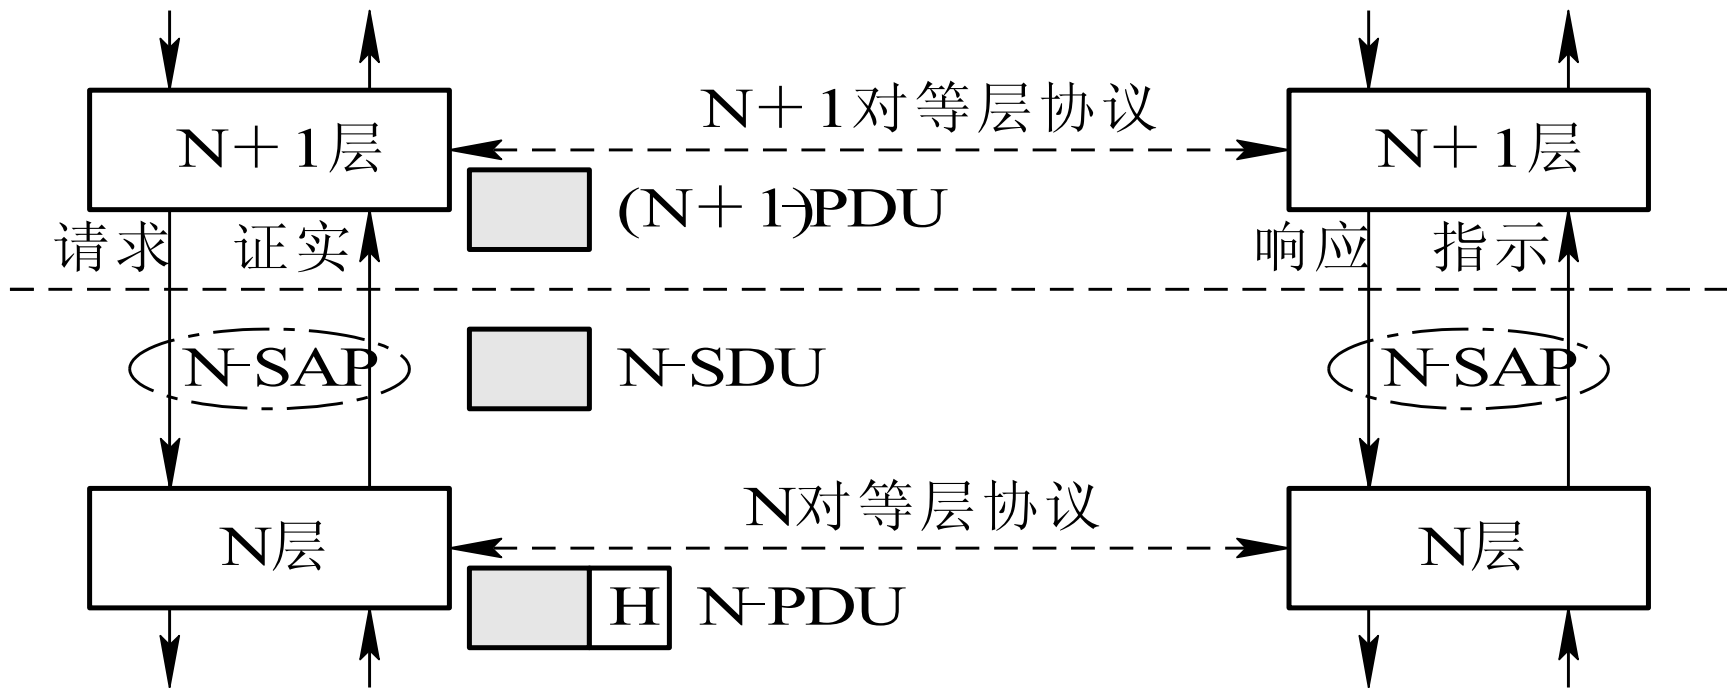 N+1对等层协议
N+1层
N+1层
(N+1)-PDU
请求
证实
响应
指示
N-SAP
N-SDU
N-SAP
N对等层协议
N层
N层
H
N-PDU